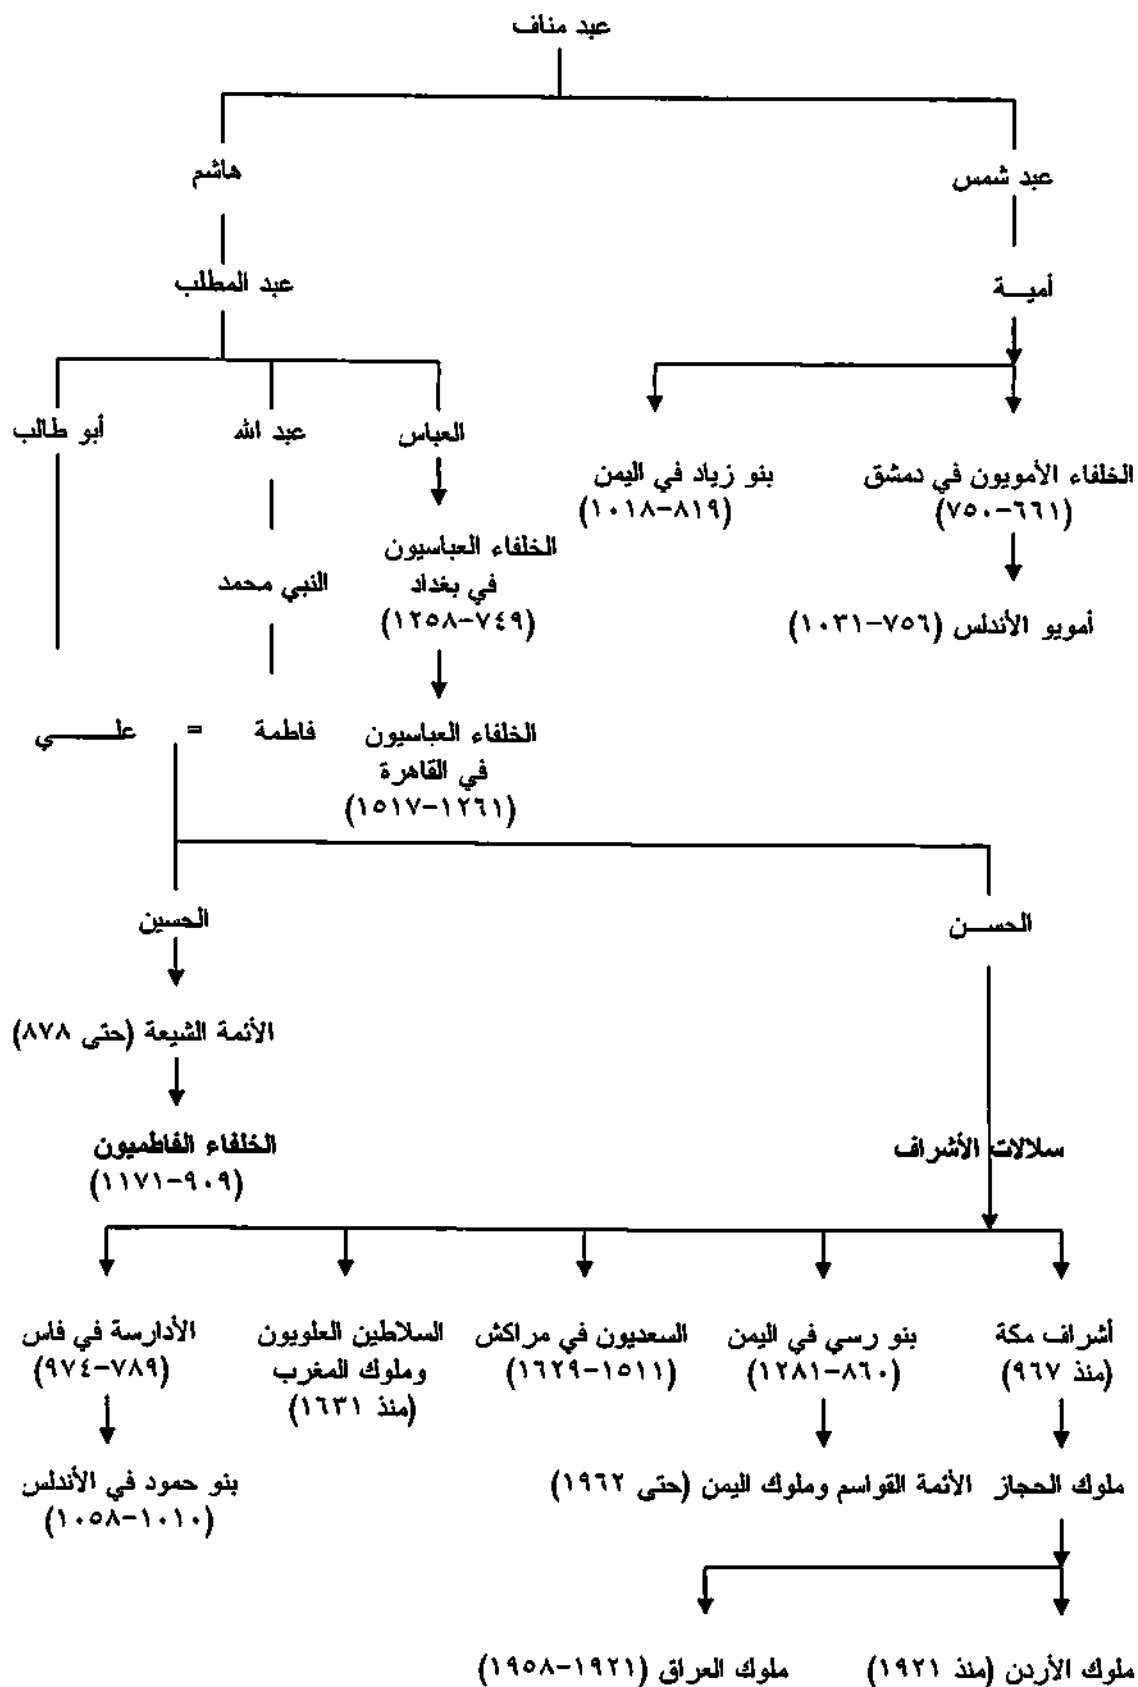 عبد مناف
عبد شمس
هاشم
أميـــة
عبد المطلب
العباس
عبد الله
أبو طالب
الخلفاء الأمويون في دمشق
(٦٦١–٧٥٠)
بنو زياد في اليمن
(٨١٩–١٠١٨)
الخلفاء العباسيون
في بغداد
(٧٤٩–١٢٥٨)
النبي محمد
أمويو الأندلس (٧٥٦–١٠٣١)
الخلفاء العباسيون
في القاهرة
(١٢٦١–١٥١٧)
فاطمة = علـــــي
الحســـن
الحسين
الأئمة الشيعة (حتى ٨٧٨)
الخلفاء الفاطميون
(٩٠٩–١١٧١)
سلالات الأشراف
أشراف مكة
(منذ ٩٦٧)
بنو رسي في اليمن
(٨٦٠–١٢٨١)
السعديون في مراكش
(١٥١١–١٦٢٩)
السلاطين العلويون
وملوك المغرب
(منذ ١٦٣١)
الأدارسة في فاس
(٧٨٩–٩٧٤)
ملوك الحجاز
الأئمة القواسم وملوك اليمن (حتى ١٩٦٢)
بنو حمود في الأندلس
(١٠١٠–١٠٥٨)
ملوك الأردن (منذ ١٩٢١)
ملوك العراق (١٩٢١–١٩٥٨)